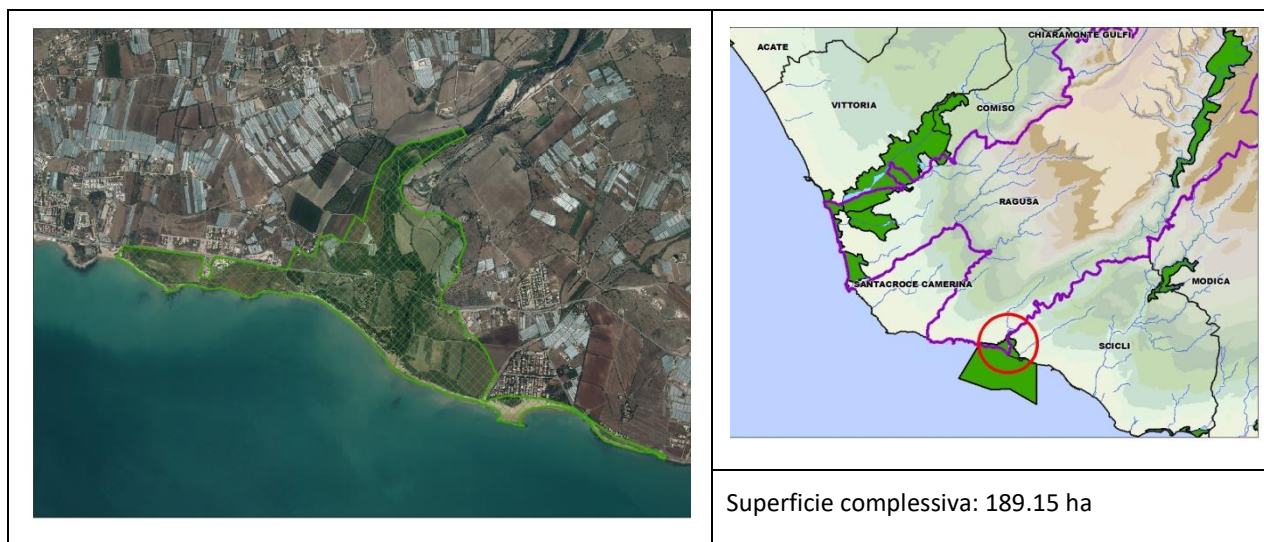 CHIARAMONTE GULFI
ACATE
VITTORIA
COMISO
RAGUSA
SANTACROCE CAMERINA
MODICA
SCICLI
Superficie complessiva: 189.15 ha